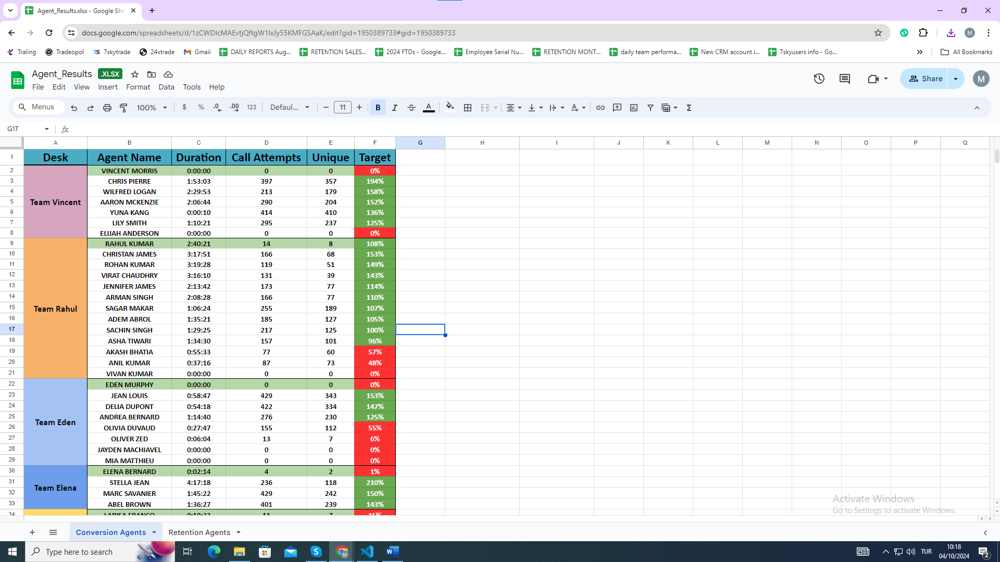 Agent_Results.xlsx - Google She
docs.google.com/spreadsheets/d/1zCWDIcMAEvtjQftgW1IxJy55KMFGSAaK/edit?gid=1950389733#gid=1950389733
M
Traling Tradeopol 7skytrade 24xtrade Gmail DAİLY REPORTS Aug... RETENTION SALES... 2024 FTDs - Google... Employee Serial Nu... RETENTION MONT... daily team performa... New CRM account i... 7skyusers info - Go... All Bookmarks
Agent_Results .XLSX
File Edit View Insert Format Data Tools Help
Share M
Menus 100% $ % .0 .00 123 Defaul... 11 B I A
G17 fx
A B C D E F G H I J K L M N O P Q
1 Desk Agent Name Duration Call Attempts Unique Target
2 VINCENT MORRIS 0:00:00 0 0 0%
3 CHRIS PIERRE 1:53:03 397 357 194%
4 WILFRED LOGAN 2:29:53 213 179 158%
5 Team Vincent AARON MCKENZIE 2:06:44 290 204 152%
6 YUNA KANG 0:00:10 414 410 136%
7 LILY SMITH 1:10:21 295 237 125%
8 ELIJAH ANDERSON 0:00:00 0 0 0%
9 RAHUL KUMAR 2:40:21 14 8 108%
10 CHRISTAN JAMES 3:17:51 166 68 153%
11 ROHAN KUMAR 3:19:28 119 51 149%
12 VIRAT CHAUDHRY 3:16:10 131 39 143%
13 JENNIFER JAMES 2:13:42 173 77 114%
14 ARMAN SINGH 2:08:28 166 77 110%
15 Team Rahul SAGAR MAKAR 1:06:24 255 189 107%
16 ADEM ABROL 1:35:21 185 127 105%
17 SACHIN SINGH 1:29:25 217 125 100%
18 ASHA TIWARI 1:34:30 157 101 96%
19 AKASH BHATIA 0:55:33 77 60 57%
20 ANIL KUMAR 0:37:16 87 73 48%
21 VIVAN KUMAR 0:00:00 0 0 0%
22 EDEN MURPHY 0:00:00 0 0 0%
23 JEAN LOUIS 0:58:47 429 343 153%
24 DELIA DUPONT 0:54:18 422 334 147%
25 ANDREA BERNARD 1:14:40 276 230 125%
Team Eden
26 OLIVIA DUVAUD 0:27:47 155 112 55%
27 OLIVER ZED 0:06:04 13 7 6%
28 JAYDEN MACHIAVEL 0:00:00 0 0 0%
29 MIA MATTHIEU 0:00:00 0 0 0%
30 ELENA BERNARD 0:02:14 4 2 1%
31 STELLA JEAN 4:17:18 236 118 210%
Team Elena
32 MARC SAVANIER 1:45:22 429 242 150%
33 ABEL BROWN 1:36:27 401 239 143%
34 LARISA FRANCO 11 7 15%
Activate Windows
Go to Settings to activate Windows.
Conversion Agents Retention Agents
Type here to search
TUR
10:18
04/10/2024
2